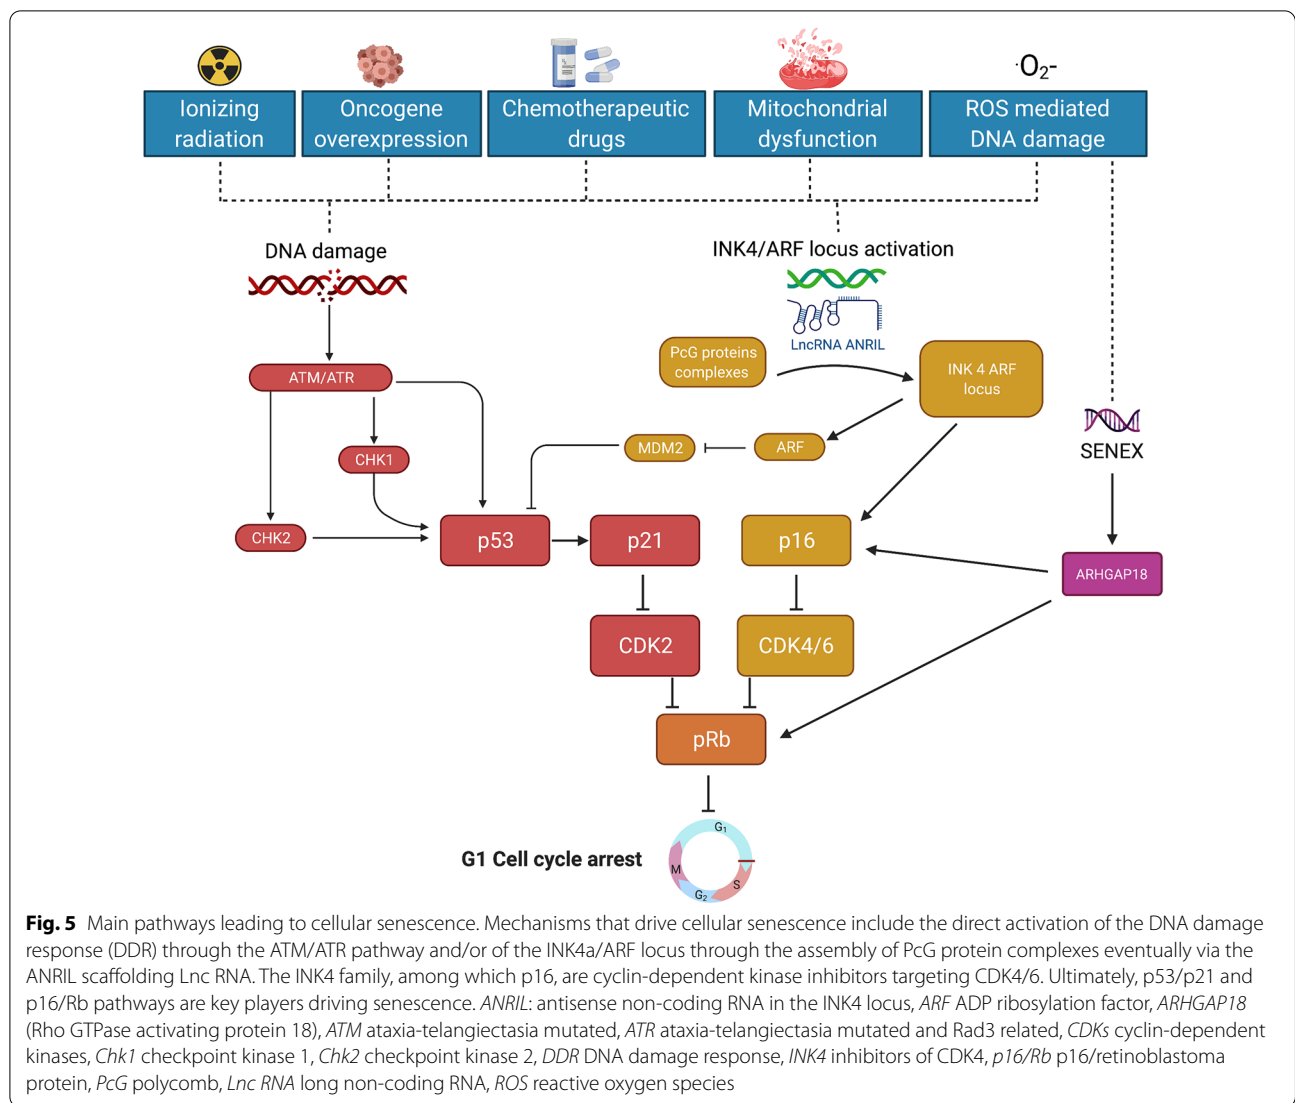 ·O₂-
Ionizing
radiation
Oncogene
overexpression
Chemotherapeutic
drugs
Mitochondrial
dysfunction
ROS mediated
DNA damage
DNA damage
INK4/ARF locus activation
LncRNA ANRIL
PcG proteins
complexes
INK 4 ARF
locus
ATM/ATR
CHK1
MDM2
ARF
SENEX
CHK2
p53
p21
p16
ARHGAP18
CDK2
CDK4/6
pRb
G1 Cell cycle arrest
G₁
M
S
G₂
Fig. 5 Main pathways leading to cellular senescence. Mechanisms that drive cellular senescence include the direct activation of the DNA damage
response (DDR) through the ATM/ATR pathway and/or of the INK4a/ARF locus through the assembly of PcG protein complexes eventually via the
ANRIL scaffolding Lnc RNA. The INK4 family, among which p16, are cyclin-dependent kinase inhibitors targeting CDK4/6. Ultimately, p53/p21 and
p16/Rb pathways are key players driving senescence. ANRIL: antisense non-coding RNA in the INK4 locus, ARF ADP ribosylation factor, ARHGAP18
(Rho GTPase activating protein 18), ATM ataxia-telangiectasia mutated, ATR ataxia-telangiectasia mutated and Rad3 related, CDKs cyclin-dependent
kinases, Chk1 checkpoint kinase 1, Chk2 checkpoint kinase 2, DDR DNA damage response, INK4 inhibitors of CDK4, p16/Rb p16/retinoblastoma
protein, PcG polycomb, Lnc RNA long non-coding RNA, ROS reactive oxygen species